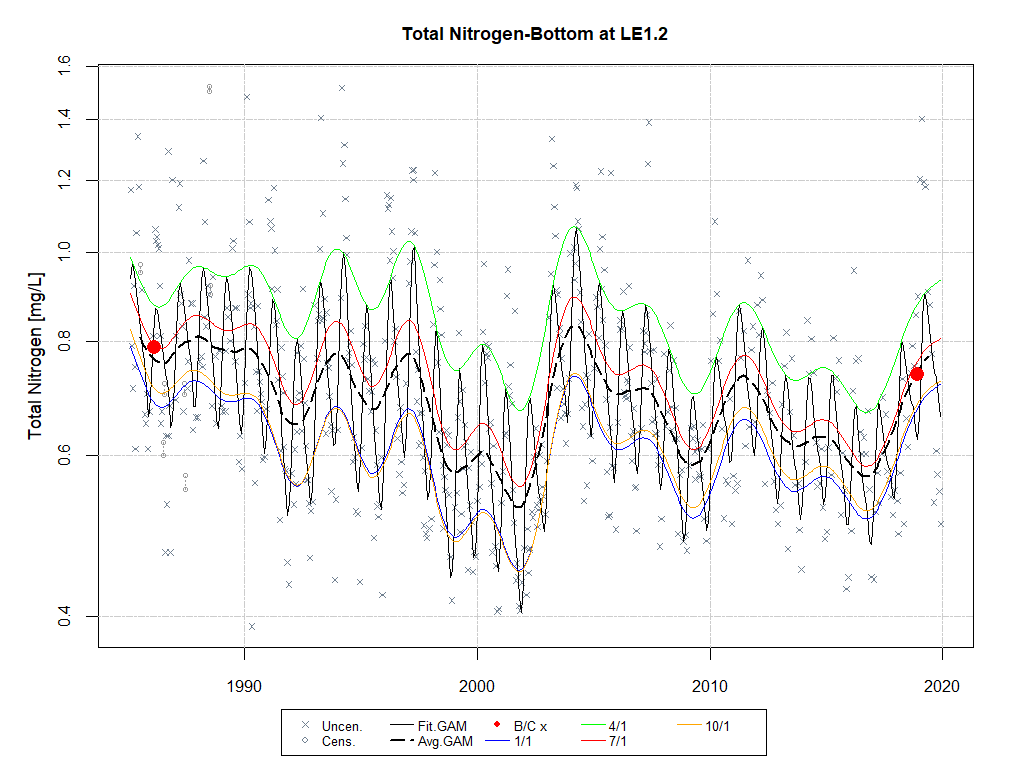 Total Nitrogen-Bottom at LE1.2
Total Nitrogen [mg/L]
1.6
1.4
1.2
1.0
0.8
0.6
0.4
1990 2000 2010 2020
Uncen. Fit.GAM B/C x 4/1 10/1
Cens. Avg.GAM 1/1 7/1